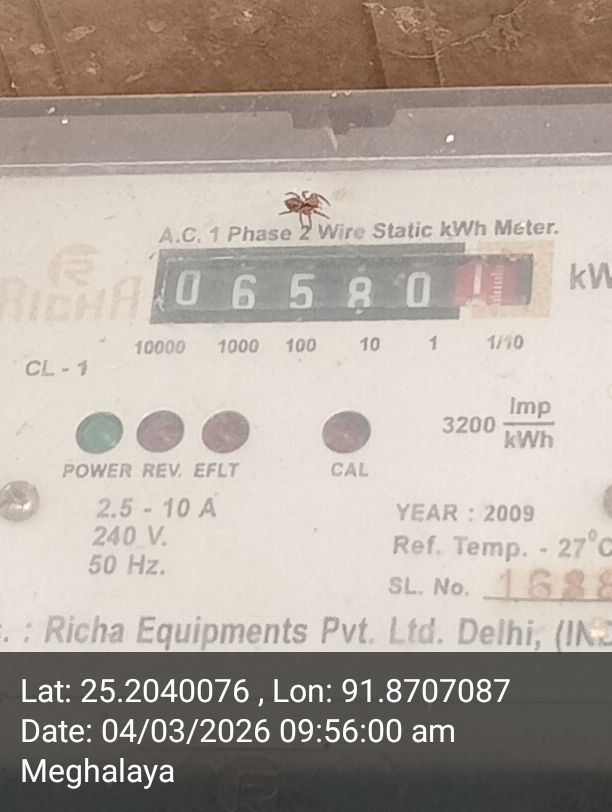 A.C. 1 Phase 2 Wire Static kWh Meter.
रि
RICHA
0 6 5 8 0
kW
10000 1000 100 10 1 1/10
CL - 1
3200 Imp
kWh
POWER REV. EFLT CAL
2.5 - 10 A
240 V.
50 Hz.
YEAR : 2009
Ref. Temp. - 27°C
SL. No. 1688
. : Richa Equipments Pvt. Ltd. Delhi, (IND
Lat: 25.2040076 , Lon: 91.8707087
Date: 04/03/2026 09:56:00 am
Meghalaya